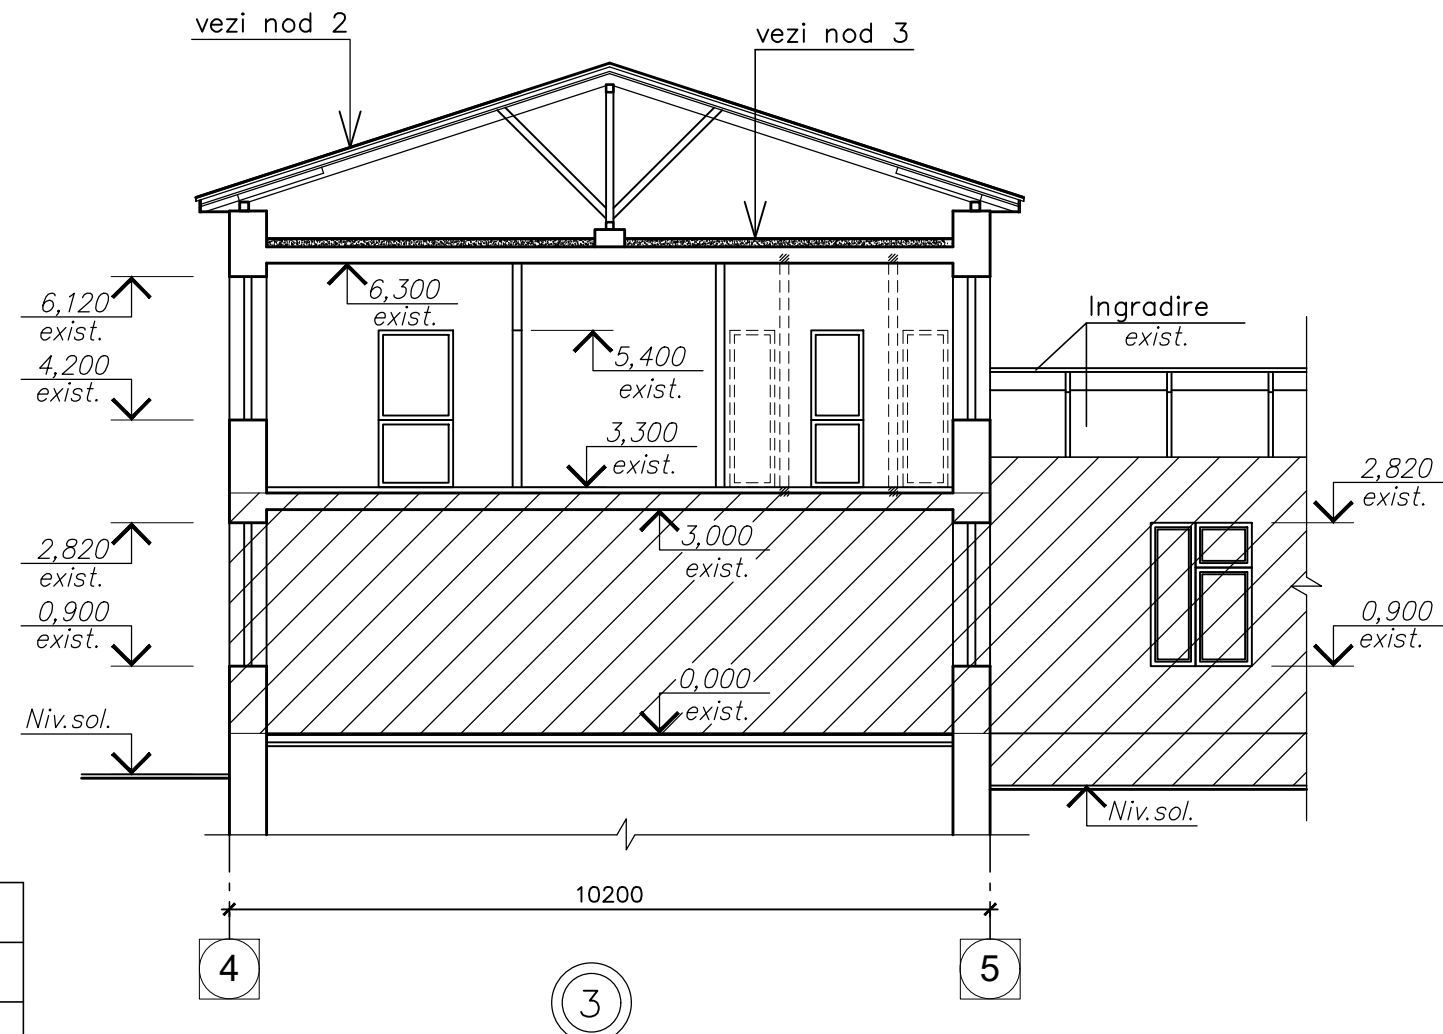 vezi nod 2
vezi nod 3
6,120
exist.
6,300
exist.
Ingradire
exist.
4,200
exist.
5,400
exist.
3,300
exist.
2,820
exist.
2,820
exist.
3,000
exist.
0,900
exist.
0,900
exist.
0,000
exist.
Niv.sol.
Niv.sol.
10200
4
5
3